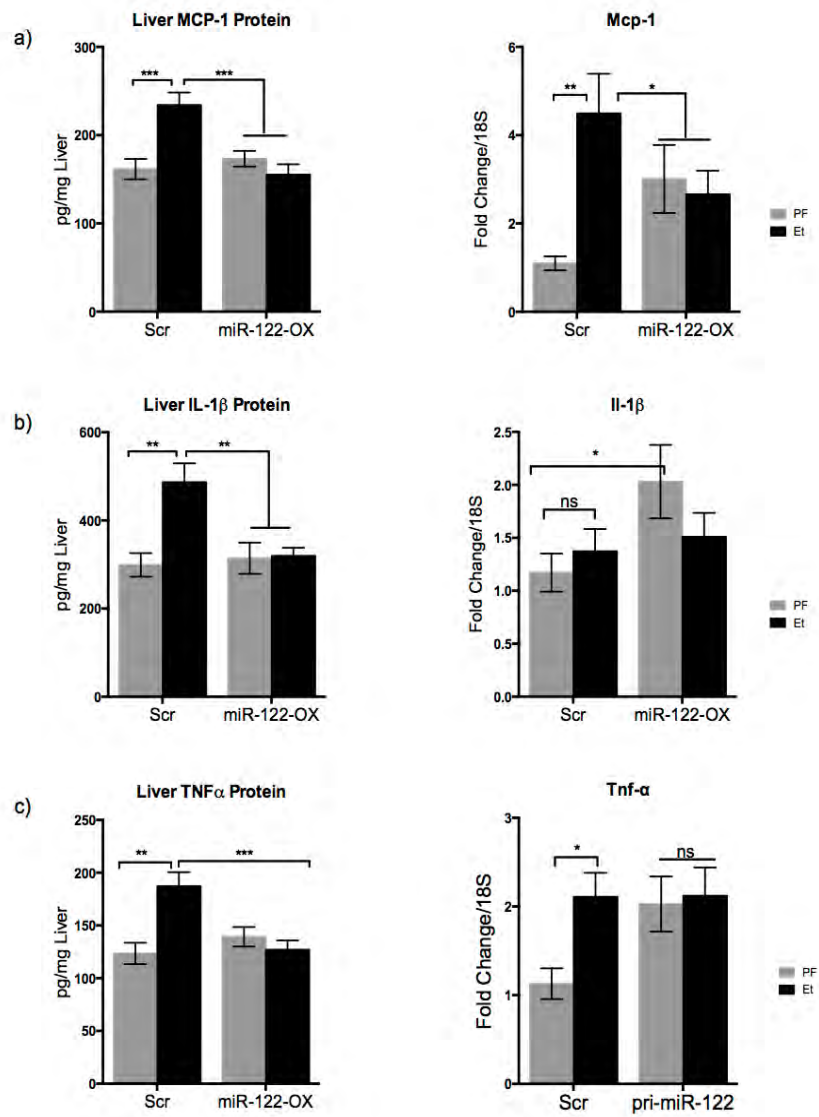 a)
Liver MCP-1 Protein
pg/mg Liver
300
200
100
0
***
***
Scr
miR-122-OX
Mcp-1
Fold Change/18S
6
4
2
0
**
*
Scr
miR-122-OX
PF
Et
b)
Liver IL-1β Protein
pg/mg Liver
600
400
200
0
**
**
Scr
miR-122-OX
Il-1β
Fold Change/18S
2.5
2.0
1.5
1.0
0.5
0.0
*
ns
Scr
miR-122-OX
PF
Et
c)
Liver TNFα Protein
pg/mg Liver
250
200
150
100
50
0
**
***
Scr
miR-122-OX
Tnf-α
Fold Change/18S
3
2
1
0
*
ns
Scr
pri-miR-122
PF
Et